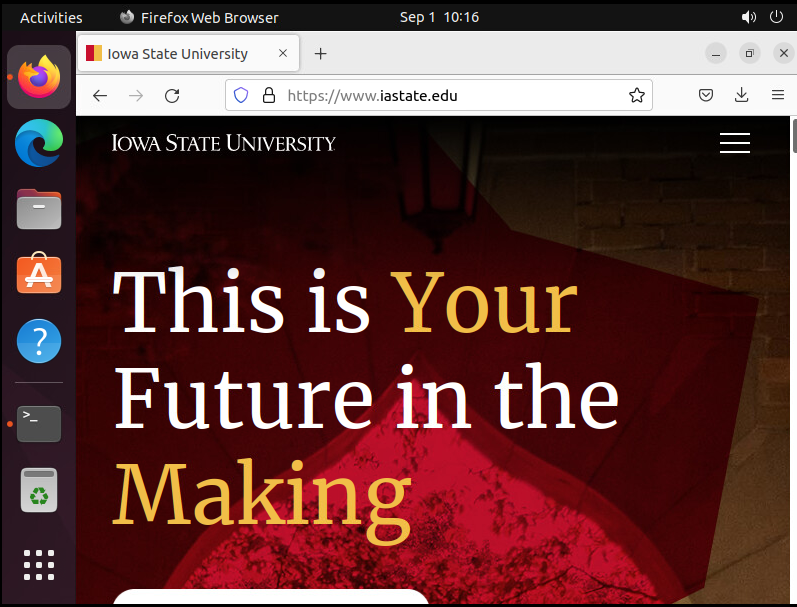 Activities
Firefox Web Browser
Sep 1 10:16
Iowa State University
https://www.iastate.edu
IOWA STATE UNIVERSITY
This is Your
Future in the
Making
?
>_